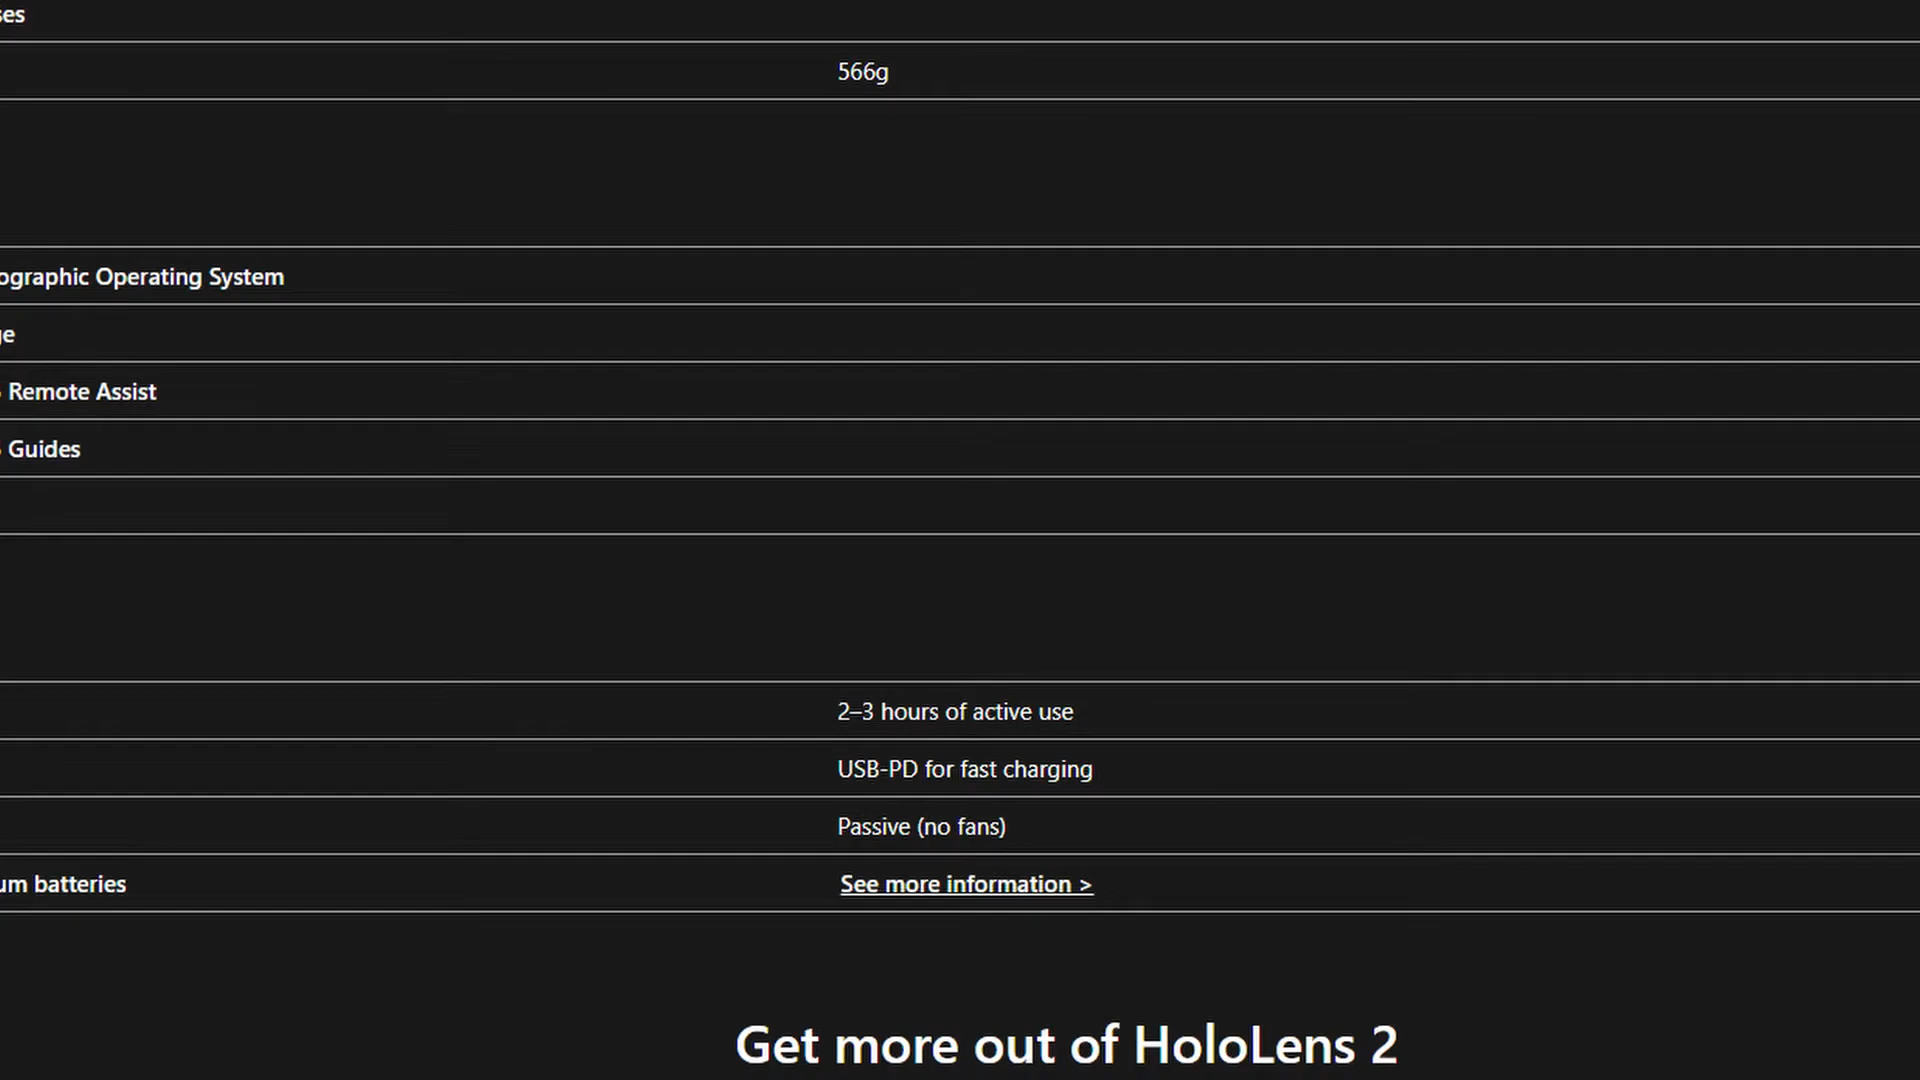 ses
566g
ographic Operating System
ge
Remote Assist
Guides
2–3 hours of active use
USB-PD for fast charging
Passive (no fans)
um batteries
See more information >
Get more out of HoloLens 2